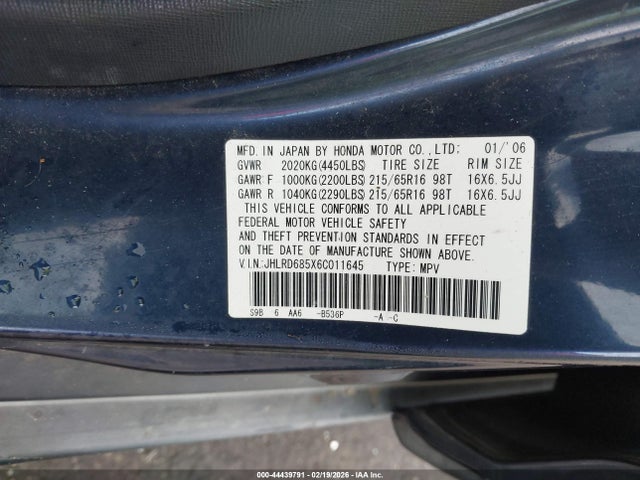 MFD. IN JAPAN BY HONDA MOTOR CO., LTD: 01/'06
GVWR 2020KG(4450LBS) TIRE SIZE RIM SIZE
GAWR F 1000KG(2200LBS) 215/65R16 98T 16X6.5JJ
GAWR R 1040KG(2290LBS) 215/65R16 98T 16X6.5JJ
THIS VEHICLE CONFORMS TO ALL APPLICABLE
FEDERAL MOTOR VEHICLE SAFETY
AND THEFT PREVENTION STANDARDS IN EFFECT
ON THE DATE OF MANUFACTURE SHOWN ABOVE.
V.I.N.:JHLRD685X6C011645 TYPE: MPV
S9B 6 AA6 -B536P -A -C
000-44439791 - 02/19/2026 - IAA Inc.